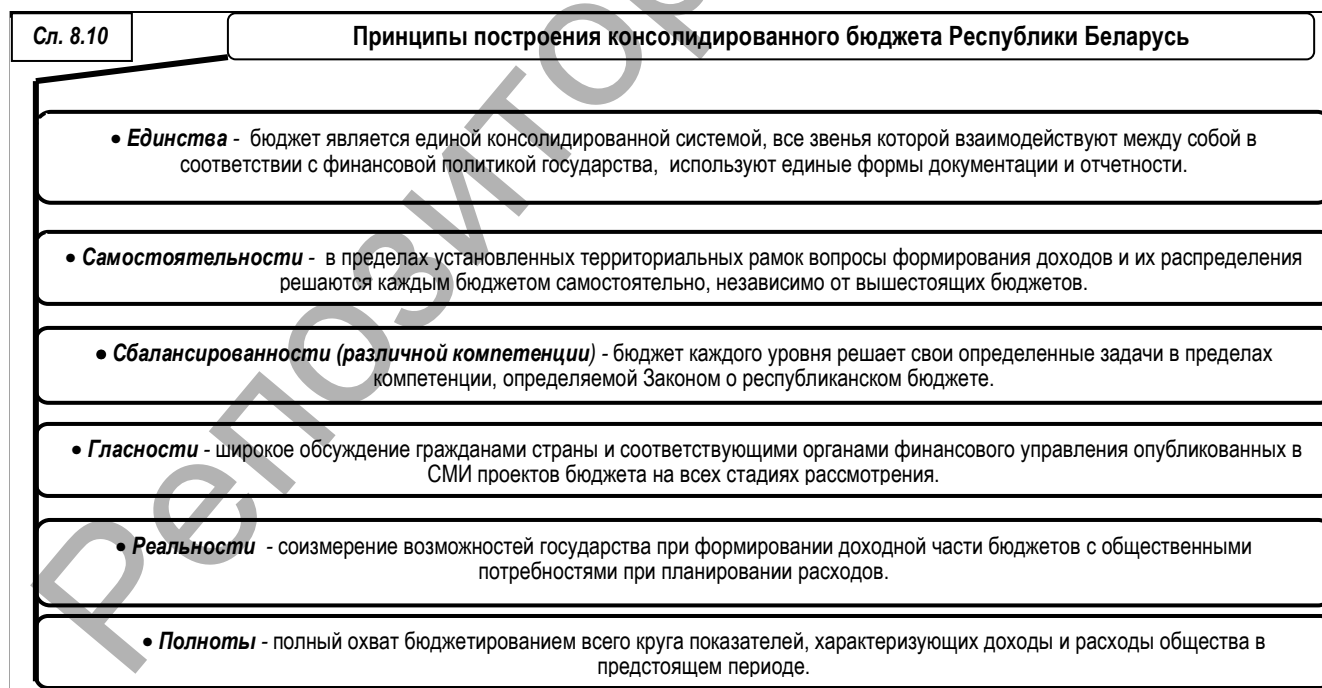 Сл. 8.10
Принципы построения консолидированного бюджета Республики Беларусь
• Единства - бюджет является единой консолидированной системой, все звенья которой взаимодействуют между собой в
соответствии с финансовой политикой государства, используют единые формы документации и отчетности.
• Самостоятельности - в пределах установленных территориальных рамок вопросы формирования доходов и их распределения
решаются каждым бюджетом самостоятельно, независимо от вышестоящих бюджетов.
• Сбалансированности (различной компетенции) - бюджет каждого уровня решает свои определенные задачи в пределах
компетенции, определяемой Законом о республиканском бюджете.
• Гласности - широкое обсуждение гражданами страны и соответствующими органами финансового управления опубликованных в
СМИ проектов бюджета на всех стадиях рассмотрения.
• Реальности - соизмерение возможностей государства при формировании доходной части бюджетов с общественными
потребностями при планировании расходов.
• Полноты - полный охват бюджетированием всего круга показателей, характеризующих доходы и расходы общества в
предстоящем периоде.